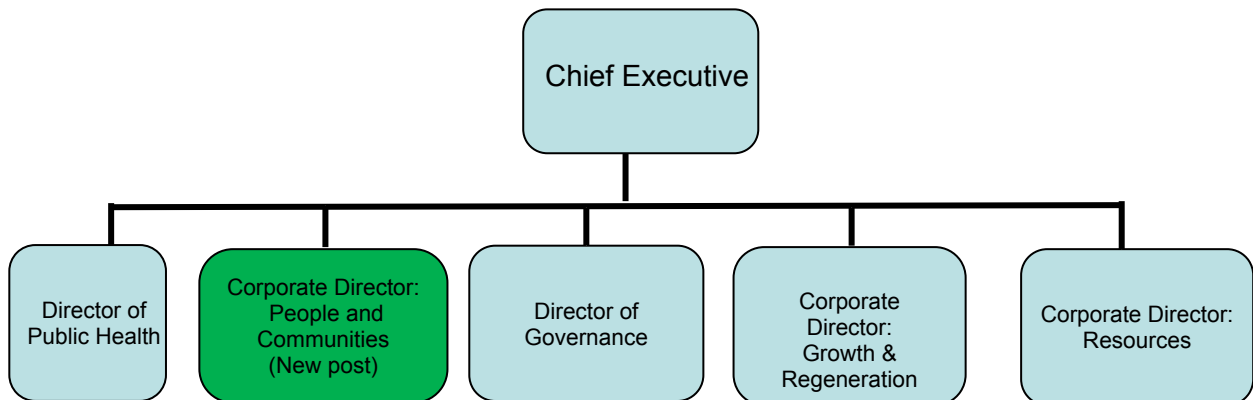 Chief Executive
Director of
Public Health
Corporate Director:
People and
Communities
(New post)
Director of
Governance
Corporate
Director:
Growth &
Regeneration
Corporate Director:
Resources